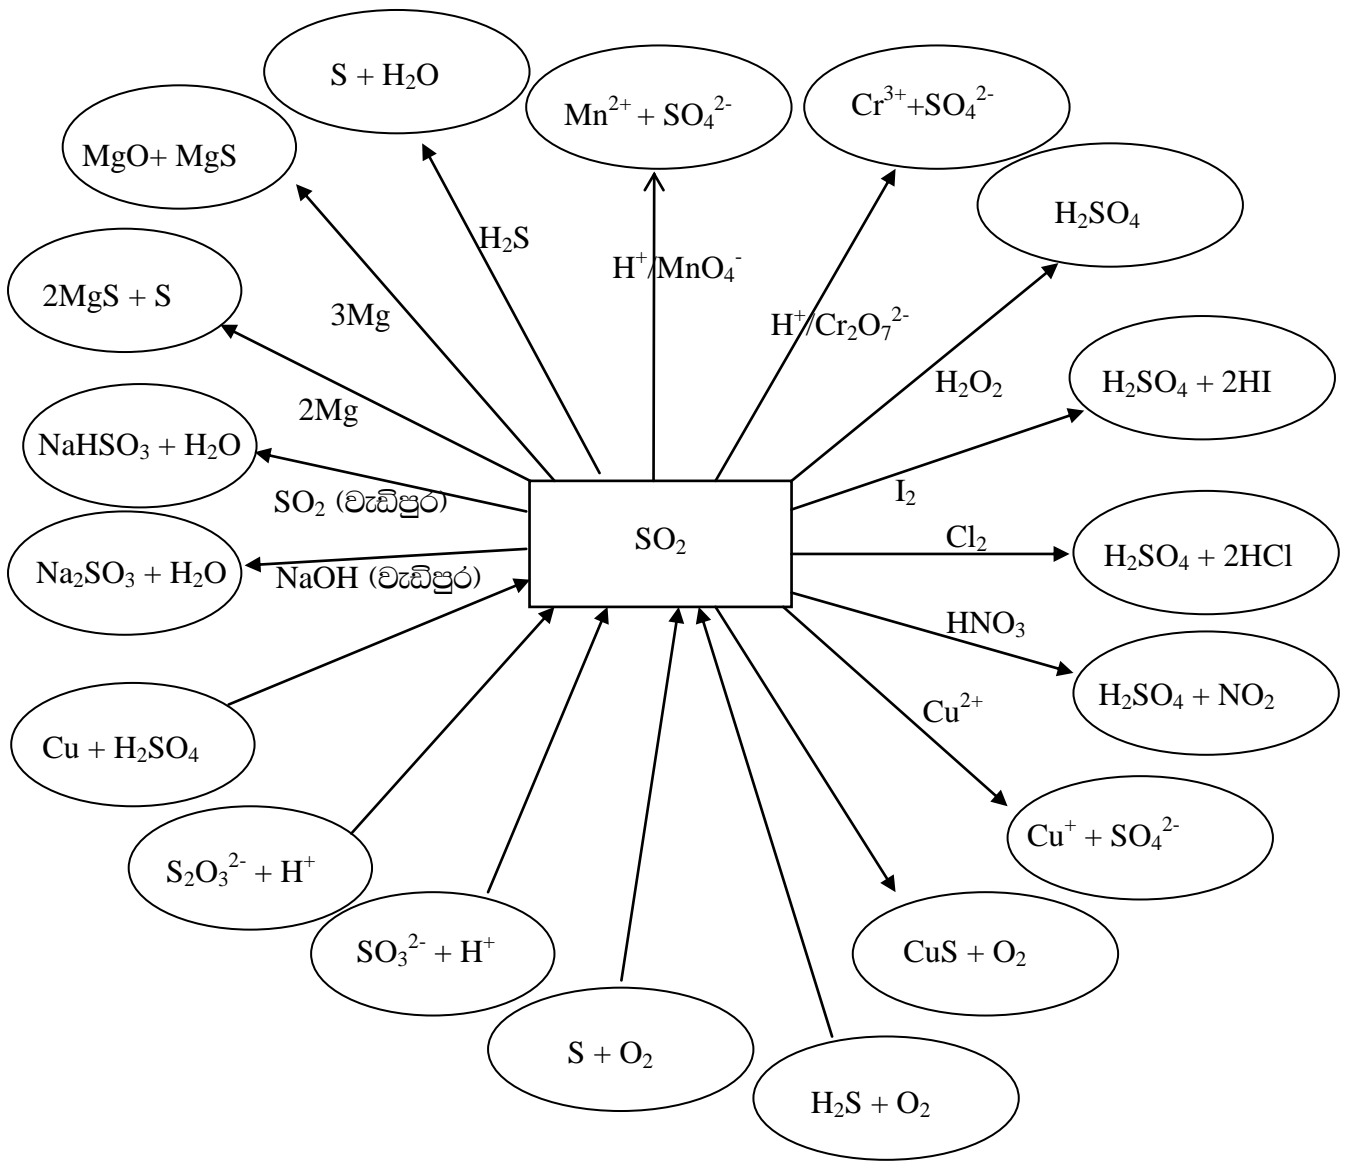 S + H₂O
Mn²⁺ + SO₄²⁻
Cr³⁺+SO₄²⁻
MgO+ MgS
H₂SO₄
H₂S
H⁺/MnO₄⁻
2MgS + S
3Mg
H⁺/Cr₂O₇²⁻
H₂O₂
H₂SO₄ + 2HI
2Mg
NaHSO₃ + H₂O
SO₂ (වැඩිපුර)
I₂
SO₂
Cl₂
H₂SO₄ + 2HCl
Na₂SO₃ + H₂O
NaOH (වැඩිපුර)
HNO₃
H₂SO₄ + NO₂
Cu²⁺
Cu + H₂SO₄
Cu⁺ + SO₄²⁻
S₂O₃²⁻ + H⁺
SO₃²⁻ + H⁺
CuS + O₂
S + O₂
H₂S + O₂